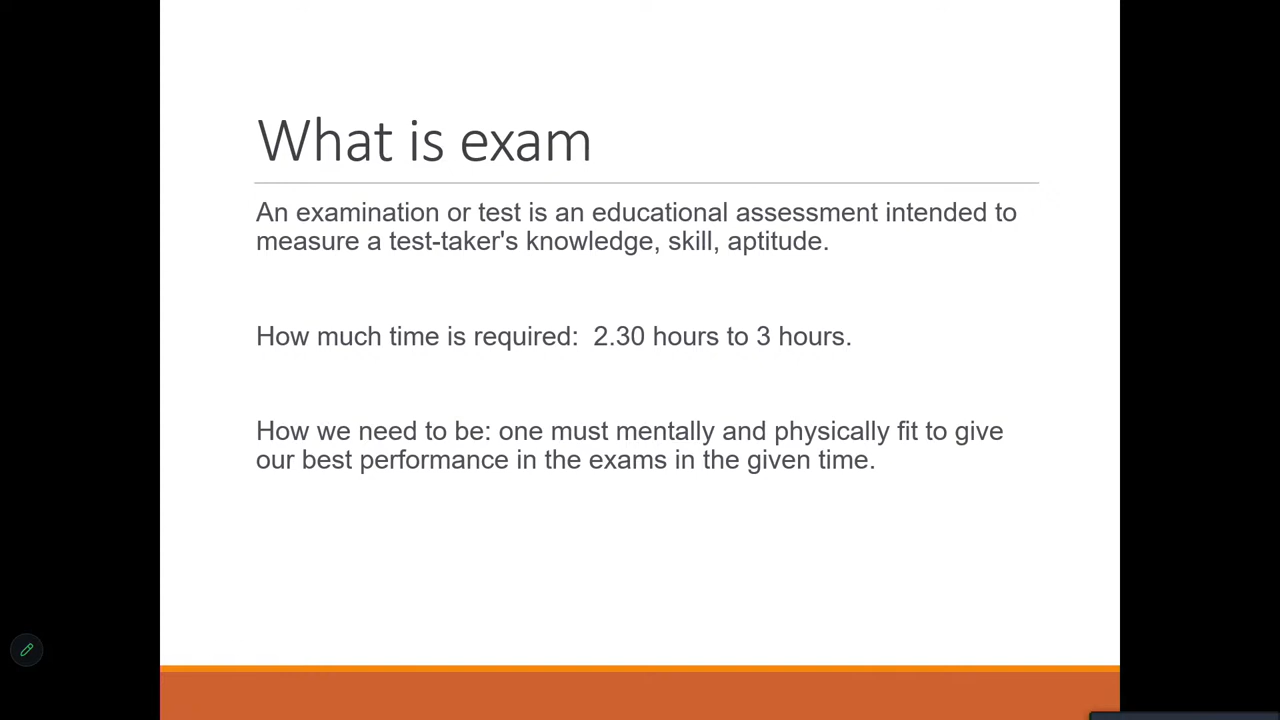 What is exam
An examination or test is an educational assessment intended to
measure a test-taker's knowledge, skill, aptitude.
How much time is required:  2.30 hours to 3 hours.
How we need to be: one must mentally and physically fit to give
our best performance in the exams in the given time.